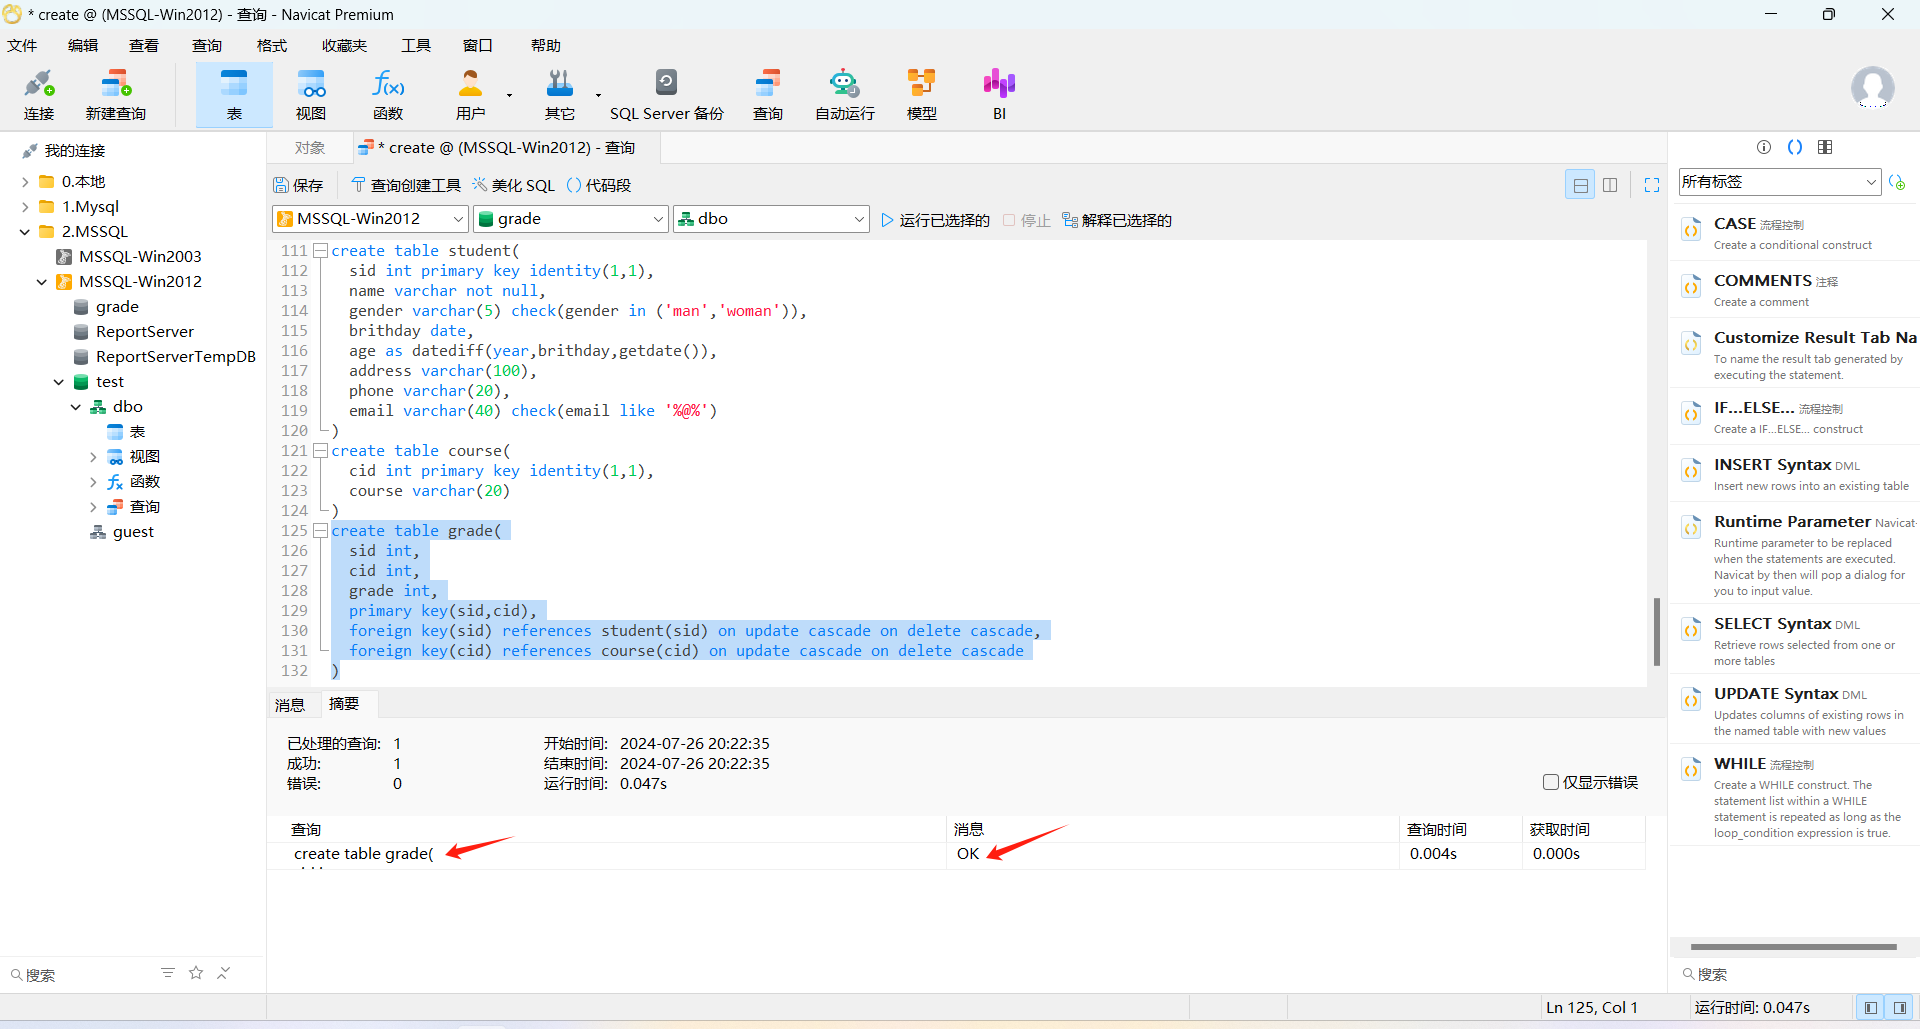 * create @ (MSSQL-Win2012) - 查询 - Navicat Premium
文件 编辑 查看 查询 格式 收藏夹 工具 窗口 帮助
连接 新建查询 表 视图 函数 用户 其它 SQL Server 备份 查询 自动运行 模型 BI
我的连接
0.本地
1.Mysql
2.MSSQL
MSSQL-Win2003
MSSQL-Win2012
grade
ReportServer
ReportServerTempDB
test
dbo
表
视图
函数
查询
guest
搜索
对象 * create @ (MSSQL-Win2012) - 查询
保存 查询创建工具 美化 SQL 代码段
MSSQL-Win2012 grade dbo 运行已选择的 停止 解释已选择的
111 create table student(
112 sid int primary key identity(1,1),
113 name varchar not null,
114 gender varchar(5) check(gender in ('man','woman')),
115 brithday date,
116 age as datediff(year,brithday,getdate()),
117 address varchar(100),
118 phone varchar(20),
119 email varchar(40) check(email like '%@%')
120 )
121 create table course(
122 cid int primary key identity(1,1),
123 course varchar(20)
124 )
125 create table grade(
126 sid int,
127 cid int,
128 grade int,
129 primary key(sid,cid),
130 foreign key(sid) references student(sid) on update cascade on delete cascade,
131 foreign key(cid) references course(cid) on update cascade on delete cascade
132 )
消息 摘要
已处理的查询: 1 开始时间: 2024-07-26 20:22:35
成功: 1 结束时间: 2024-07-26 20:22:35
错误: 0 运行时间: 0.047s
仅显示错误
查询 消息 查询时间 获取时间
create table grade( OK 0.004s 0.000s
所有标签
CASE 流程控制
Create a conditional construct
COMMENTS 注释
Create a comment
Customize Result Tab Na
To name the result tab generated by
executing the statement.
IF...ELSE... 流程控制
Create a IF...ELSE... construct
INSERT Syntax DML
Insert new rows into an existing table
Runtime Parameter Navicat
Runtime parameter to be replaced
when the statements are executed.
Navicat by then will pop a dialog for
you to input value.
SELECT Syntax DML
Retrieve rows selected from one or
more tables
UPDATE Syntax DML
Updates columns of existing rows in
the named table with new values
WHILE 流程控制
Create a WHILE construct. The
statement list within a WHILE
statement is repeated as long as the
loop_condition expression is true.
搜索
Ln 125, Col 1 运行时间: 0.047s